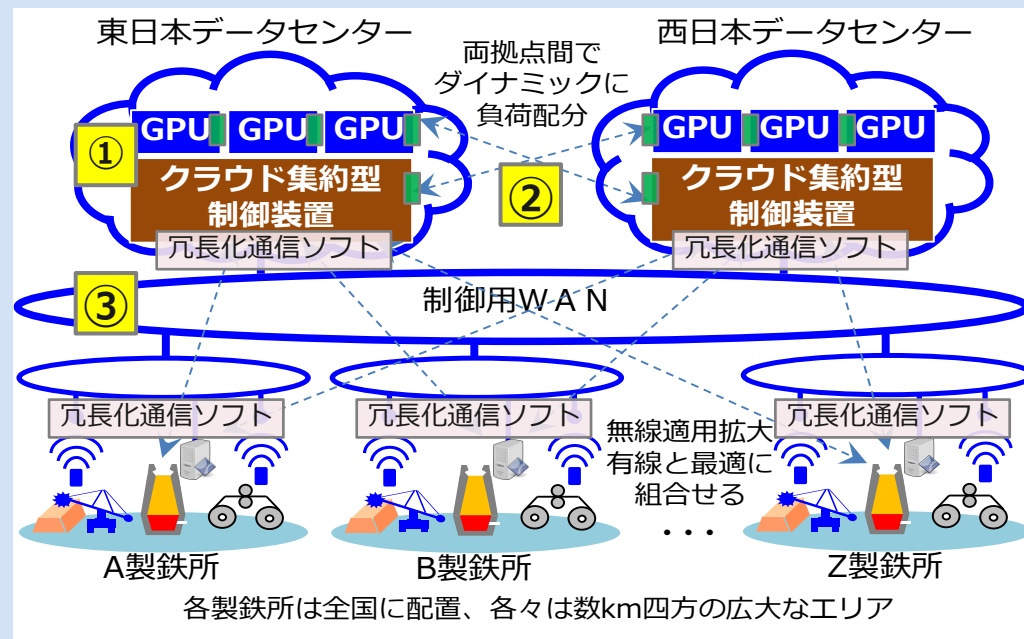 東日本データセンター
西日本データセンター
両拠点間で
ダイナミックに
負荷配分
GPU GPU GPU
GPU GPU GPU
①
クラウド集約型
制御装置
②
クラウド集約型
制御装置
冗長化通信ソフト
冗長化通信ソフト
③
制御用ＷＡＮ
冗長化通信ソフト
冗長化通信ソフト
冗長化通信ソフト
無線適用拡大
有線と最適に
組合せる
・・・
A製鉄所
B製鉄所
Z製鉄所
各製鉄所は全国に配置、各々は数km四方の広大なエリア